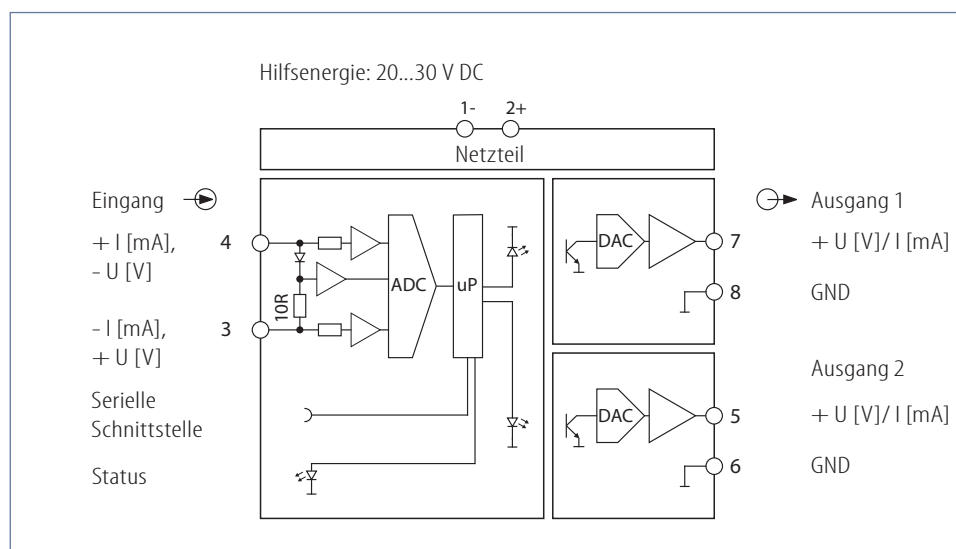 Hilfsenergie: 20...30 V DC
1-
2+
Netzteil
Eingang
+ I [mA],
- U [V]
4
- I [mA],
+ U [V]
3
10R
ADC
uP
Serielle
Schnittstelle
Status
Ausgang 1
DAC
7
+ U [V]/ I [mA]
8
GND
Ausgang 2
DAC
5
+ U [V]/ I [mA]
6
GND